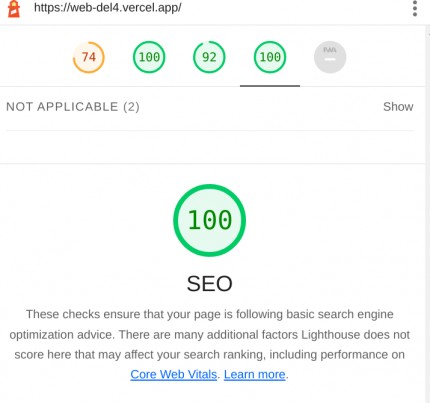 https://web-del4.vercel.app/
74 100 92 100 PWA
NOT APPLICABLE (2) Show
100
SEO
These checks ensure that your page is following basic search engine
optimization advice. There are many additional factors Lighthouse does not
score here that may affect your search ranking, including performance on
Core Web Vitals. Learn more.